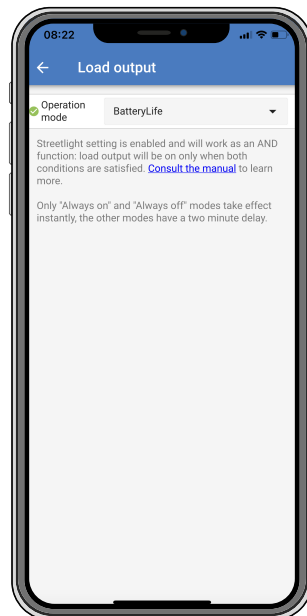 08:22
Load output
Operation
mode
BatteryLife
Streetlight setting is enabled and will work as an AND
function: load output will be on only when both
conditions are satisfied. Consult the manual to learn
more.
Only "Always on" and "Always off" modes take effect
instantly, the other modes have a two minute delay.